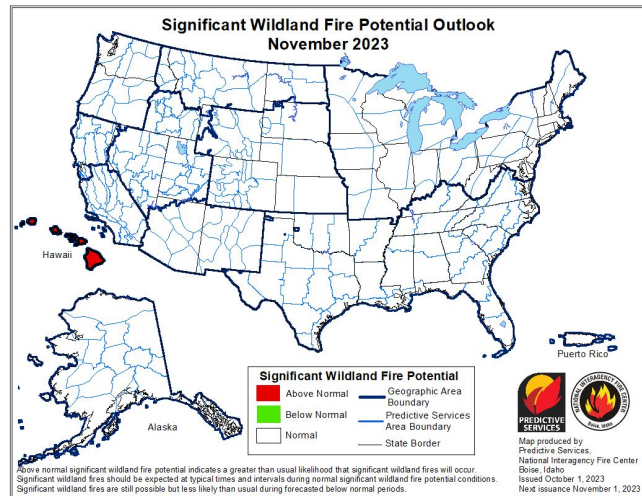 Significant Wildland Fire Potential Outlook
November 2023
Hawaii
Puerto Rico
Alaska
Significant Wildland Fire Potential
Above Normal
Below Normal
Normal
Geographic Area
Boundary
Predictive Services
Area Boundary
State Border
PREDICTIVE
SERVICES
NATIONAL INTERAGENCY FIRE CENTER
Boise, Idaho
Map produced by
Predictive Services,
National Interagency Fire Center
Boise, Idaho
Issued October 1, 2023
Next issuance November 1, 2023
Above normal significant wildland fire potential indicates a greater than usual likelihood that significant wildland fires will occur.
Significant wildland fires should be expected at typical times and intervals during normal significant wildland fire potential conditions.
Significant wildland fires are still possible but less likely than usual during forecasted below normal periods.